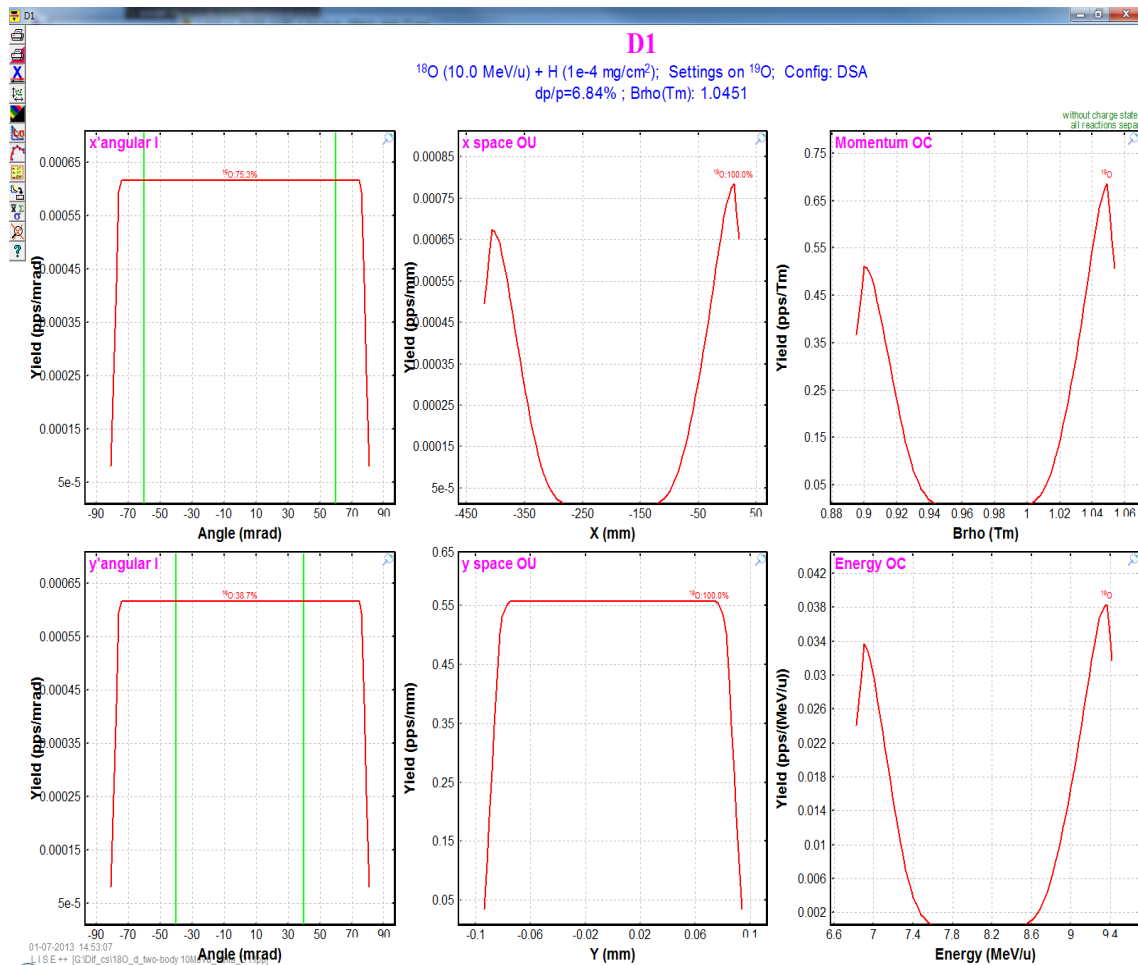 D1
D1
¹⁸O (10.0 MeV/u) + H (1e-4 mg/cm²); Settings on ¹⁹O; Config: DSA
dp/p=6.84% ; Brho(Tm): 1.0451
without charge state
all reactions separ
x'angular I
¹⁹O:75.3%
Yield (pps/mrad)
0.00065
0.00055
0.00045
0.00035
0.00025
0.00015
5e-5
-90 -70 -50 -30 -10 10 30 50 70 90
Angle (mrad)
x space OU
¹⁹O:100.0%
Yield (pps/mm)
0.00085
0.00075
0.00065
0.00055
0.00045
0.00035
0.00025
0.00015
5e-5
-450 -350 -250 -150 -50 50
X (mm)
Momentum OC
¹⁹O
Yield (pps/Tm)
0.75
0.65
0.55
0.45
0.35
0.25
0.15
0.05
0.88 0.9 0.92 0.94 0.96 0.98 1 1.02 1.04 1.06
Brho (Tm)
y'angular I
¹⁹O:38.7%
Yield (pps/mrad)
0.00065
0.00055
0.00045
0.00035
0.00025
0.00015
5e-5
-90 -70 -50 -30 -10 10 30 50 70 90
Angle (mrad)
y space OU
¹⁹O:100.0%
Yield (pps/mm)
0.65
0.55
0.45
0.35
0.25
0.15
0.05
-0.1 -0.06 -0.02 0.02 0.06 0.1
Y (mm)
Energy OC
¹⁹O
Yield (pps/(MeV/u))
0.042
0.038
0.034
0.03
0.026
0.022
0.018
0.014
0.01
0.006
0.002
6.6 7 7.4 7.8 8.2 8.6 9 9.4
Energy (MeV/u)
01-07-2013 14:53:07
L I S E ++ [G:\Dif_cs\18O_d_two-body